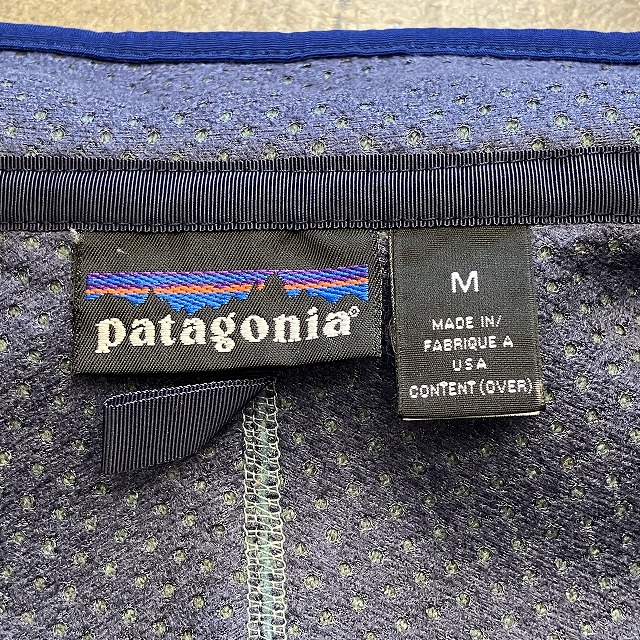 patagonia®
M
MADE IN/
FABRIQUE A
USA
CONTENT (OVER)